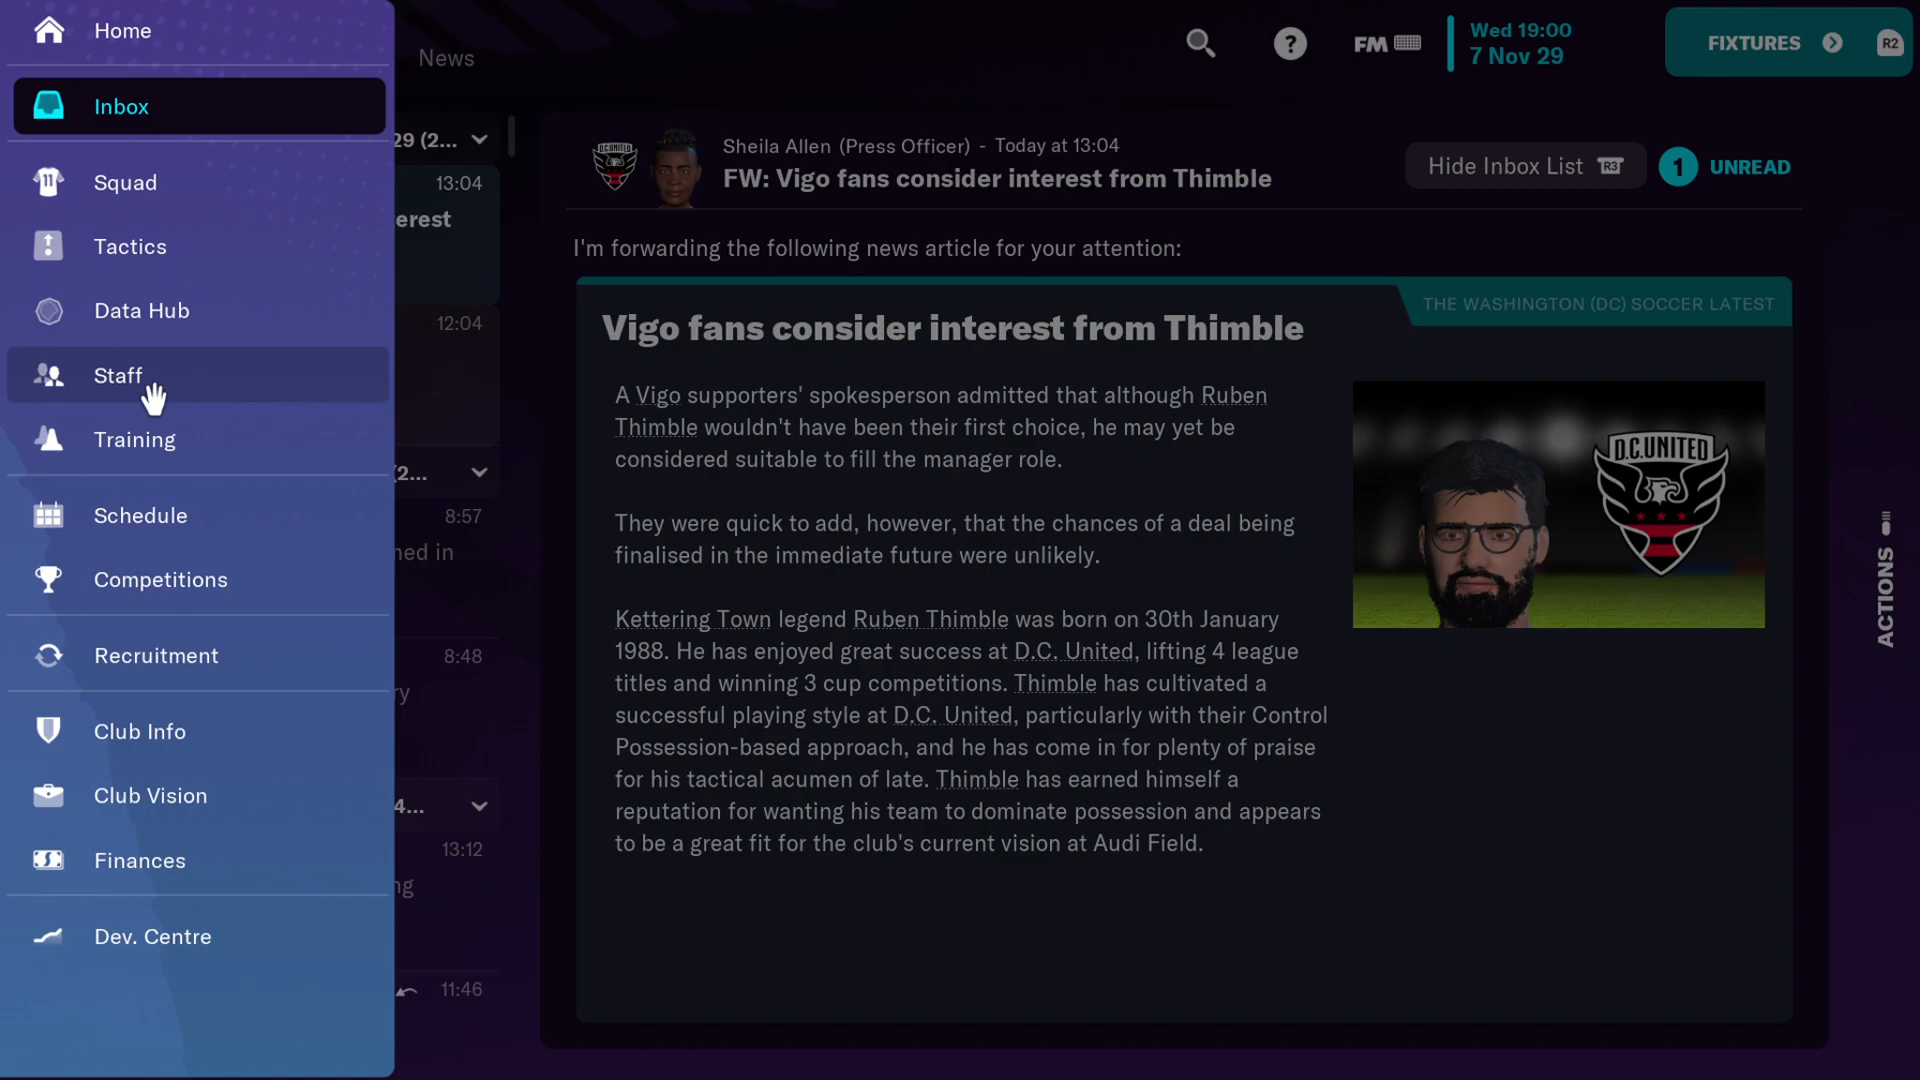 Home
Inbox
Squad
Tactics
Data Hub
Staff
Training
Schedule
Competitions
Recruitment
Club Info
Club Vision
Finances
Dev. Centre
News
FM
Wed 19:00
7 Nov 29
FIXTURES
R2
29 (2...
13:04
erest
12:04
(2...
8:57
ned in
8:48
ry
4...
13:12
ng
11:46
Sheila Allen (Press Officer) - Today at 13:04
FW: Vigo fans consider interest from Thimble
Hide Inbox List R3
1 UNREAD
I'm forwarding the following news article for your attention:
THE WASHINGTON (DC) SOCCER LATEST
Vigo fans consider interest from Thimble
A Vigo supporters' spokesperson admitted that although Ruben
Thimble wouldn't have been their first choice, he may yet be
considered suitable to fill the manager role.
They were quick to add, however, that the chances of a deal being
finalised in the immediate future were unlikely.
Kettering Town legend Ruben Thimble was born on 30th January
1988. He has enjoyed great success at D.C. United, lifting 4 league
titles and winning 3 cup competitions. Thimble has cultivated a
successful playing style at D.C. United, particularly with their Control
Possession-based approach, and he has come in for plenty of praise
for his tactical acumen of late. Thimble has earned himself a
reputation for wanting his team to dominate possession and appears
to be a great fit for the club's current vision at Audi Field.
D.C.UNITED
ACTIONS